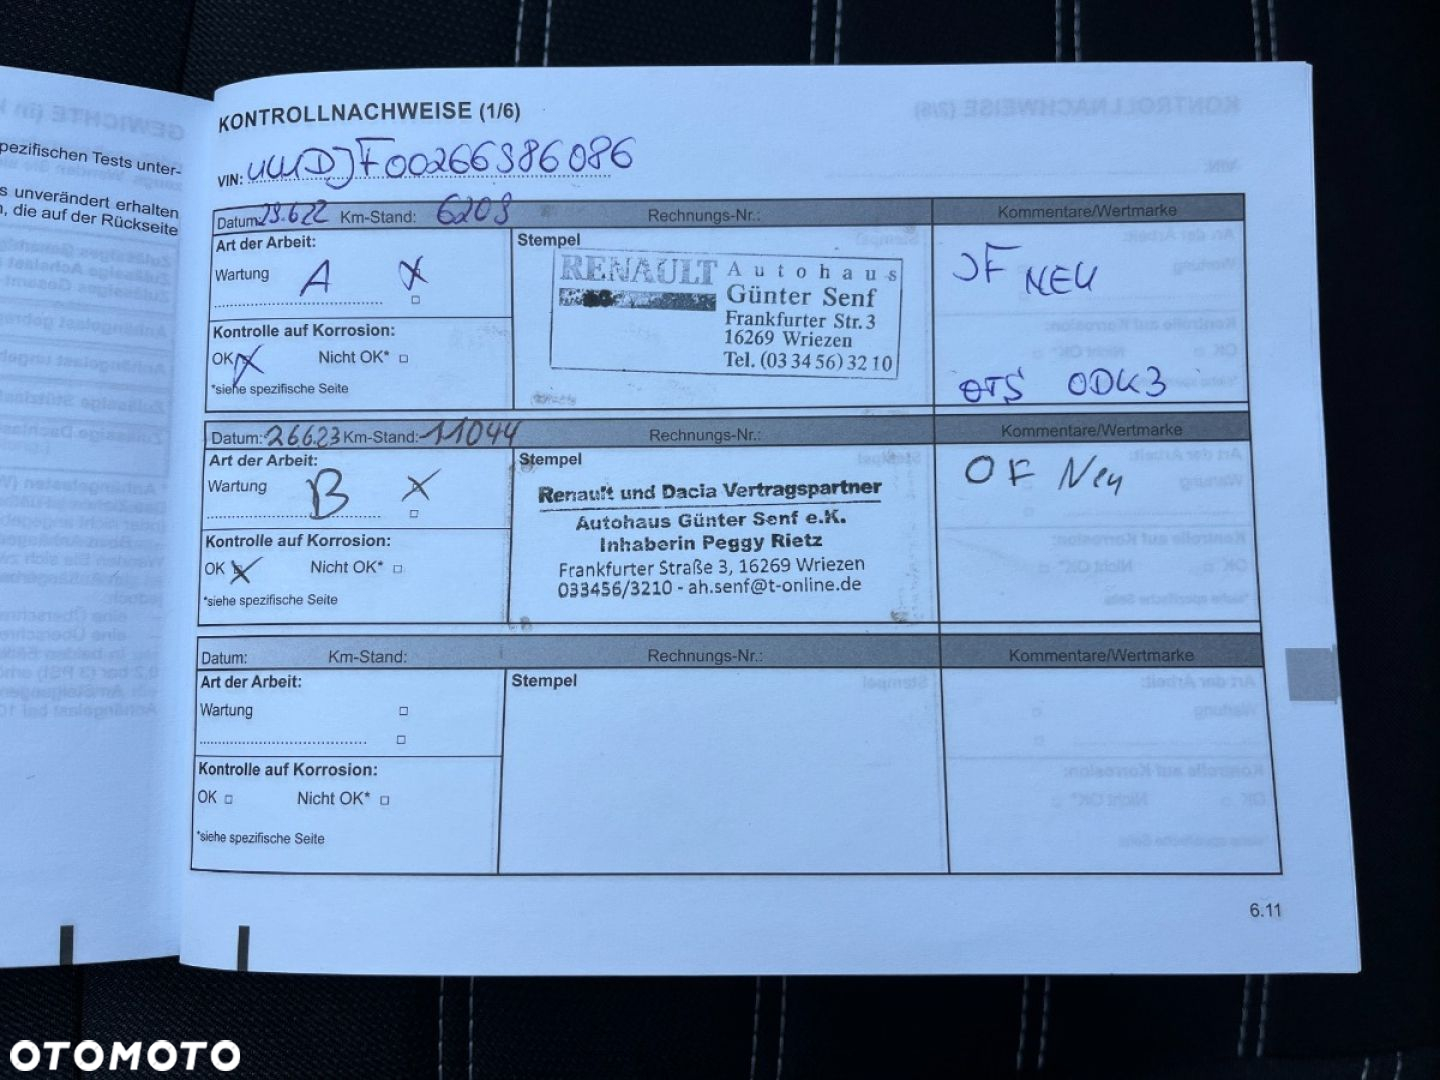 pezifischen Tests unter-
s unverändert erhalten
, die auf der Rückseite
KONTROLLNACHWEISE (1/6)
VIN: UU1DJF00266386086
Datum: 29.6.22 Km-Stand: 6209 Rechnungs-Nr.: Kommentare/Wertmarke
Art der Arbeit:
Wartung A X
Kontrolle auf Korrosion:
OK X Nicht OK*
*siehe spezifische Seite
Stempel
RENAULT Autohaus
Günter Senf
Frankfurter Str. 3
16269 Wriezen
Tel. (03 34 56) 32 10
NEU
OTS ODK3
Datum: 26.6.23 Km-Stand: 11044 Rechnungs-Nr.: Kommentare/Wertmarke
Art der Arbeit:
Wartung B X
Kontrolle auf Korrosion:
OK X Nicht OK*
*siehe spezifische Seite
Stempel
Renault und Dacia Vertragspartner
Autohaus Günter Senf e.K.
Inhaberin Peggy Rietz
Frankfurter Straße 3, 16269 Wriezen
033456/3210 - ah.senf@t-online.de
OF Neu
Datum: Km-Stand: Rechnungs-Nr.: Kommentare/Wertmarke
Art der Arbeit:
Wartung
Kontrolle auf Korrosion:
OK Nicht OK*
*siehe spezifische Seite
Stempel
6.11
OTOMOTO